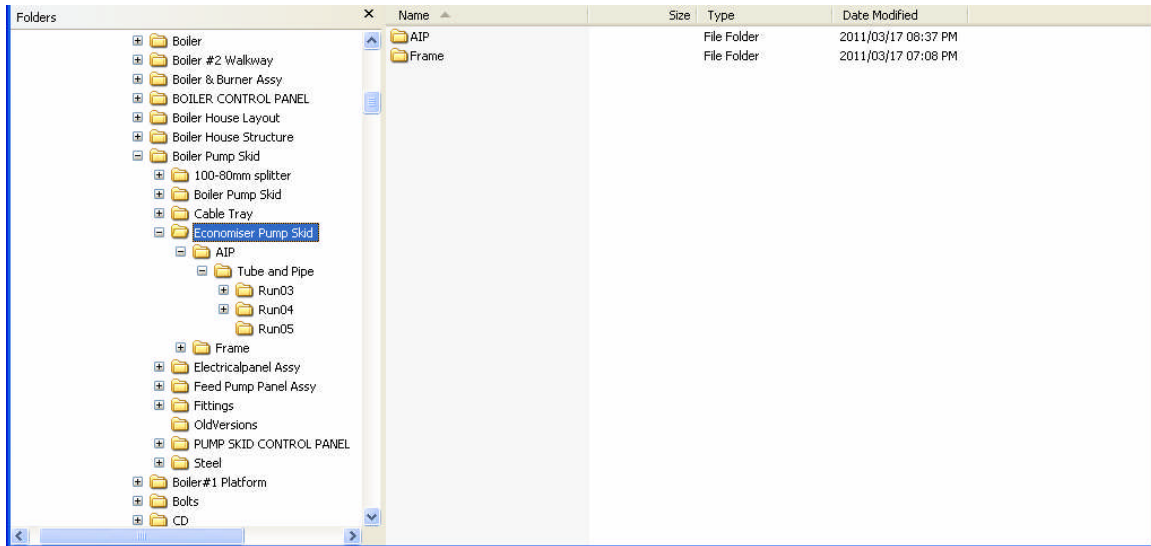 Folders
Boiler
Boiler #2 Walkway
Boiler & Burner Assy
BOILER CONTROL PANEL
Boiler House Layout
Boiler House Structure
Boiler Pump Skid
100-80mm splitter
Boiler Pump Skid
Cable Tray
Economiser Pump Skid
AIP
Tube and Pipe
Run03
Run04
Run05
Frame
Electricalpanel Assy
Feed Pump Panel Assy
Fittings
OldVersions
PUMP SKID CONTROL PANEL
Steel
Boiler#1 Platform
Bolts
CD
Name Size Type Date Modified
AIP File Folder 2011/03/17 08:37 PM
Frame File Folder 2011/03/17 07:08 PM